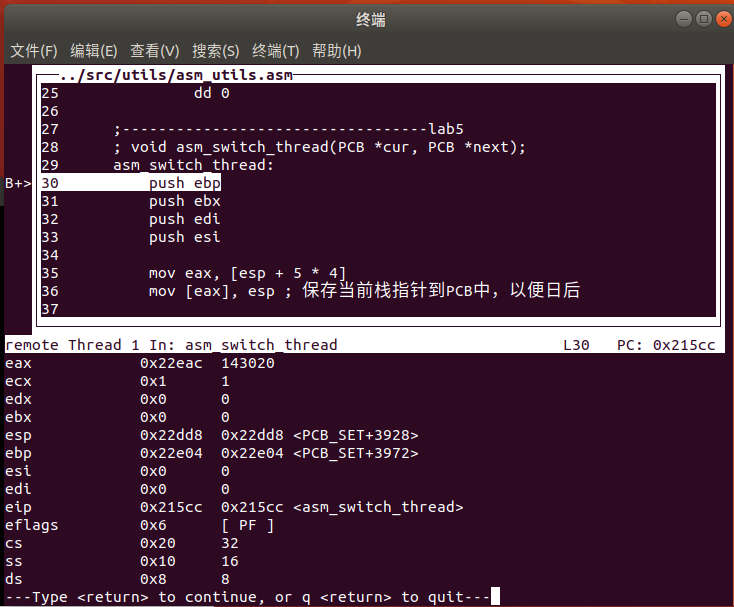 终端
文件(F) 编辑(E) 查看(V) 搜索(S) 终端(T) 帮助(H)
../src/utils/asm_utils.asm
25 dd 0
26
27 ;----------------------------------lab5
28 ; void asm_switch_thread(PCB *cur, PCB *next);
29 asm_switch_thread:
B+> 30 push ebp
31 push ebx
32 push edi
33 push esi
34
35 mov eax, [esp + 5 * 4]
36 mov [eax], esp ; 保存当前栈指针到PCB中，以便日后
37
remote Thread 1 In: asm_switch_thread L30 PC: 0x215cc
eax 0x22eac 143020
ecx 0x1 1
edx 0x0 0
ebx 0x0 0
esp 0x22dd8 0x22dd8 <PCB_SET+3928>
ebp 0x22e04 0x22e04 <PCB_SET+3972>
esi 0x0 0
edi 0x0 0
eip 0x215cc 0x215cc <asm_switch_thread>
eflags 0x6 [ PF ]
cs 0x20 32
ss 0x10 16
ds 0x8 8
---Type <return> to continue, or q <return> to quit---